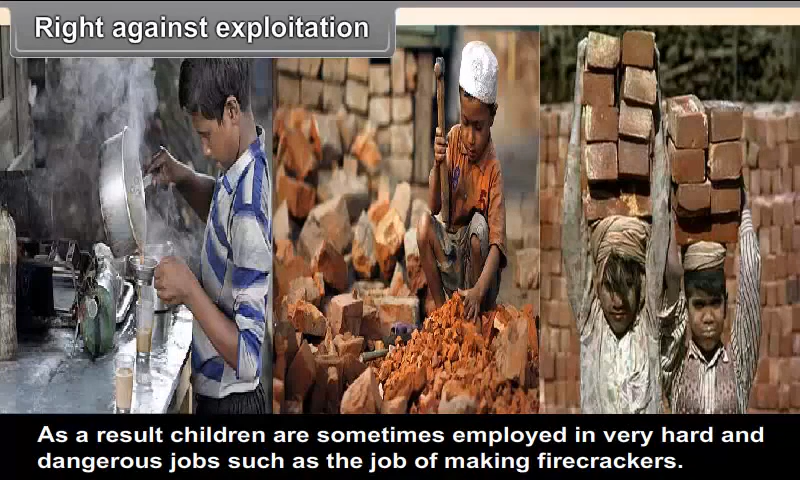 Right against exploitation
As a result children are sometimes employed in very hard and
dangerous jobs such as the job of making firecrackers.